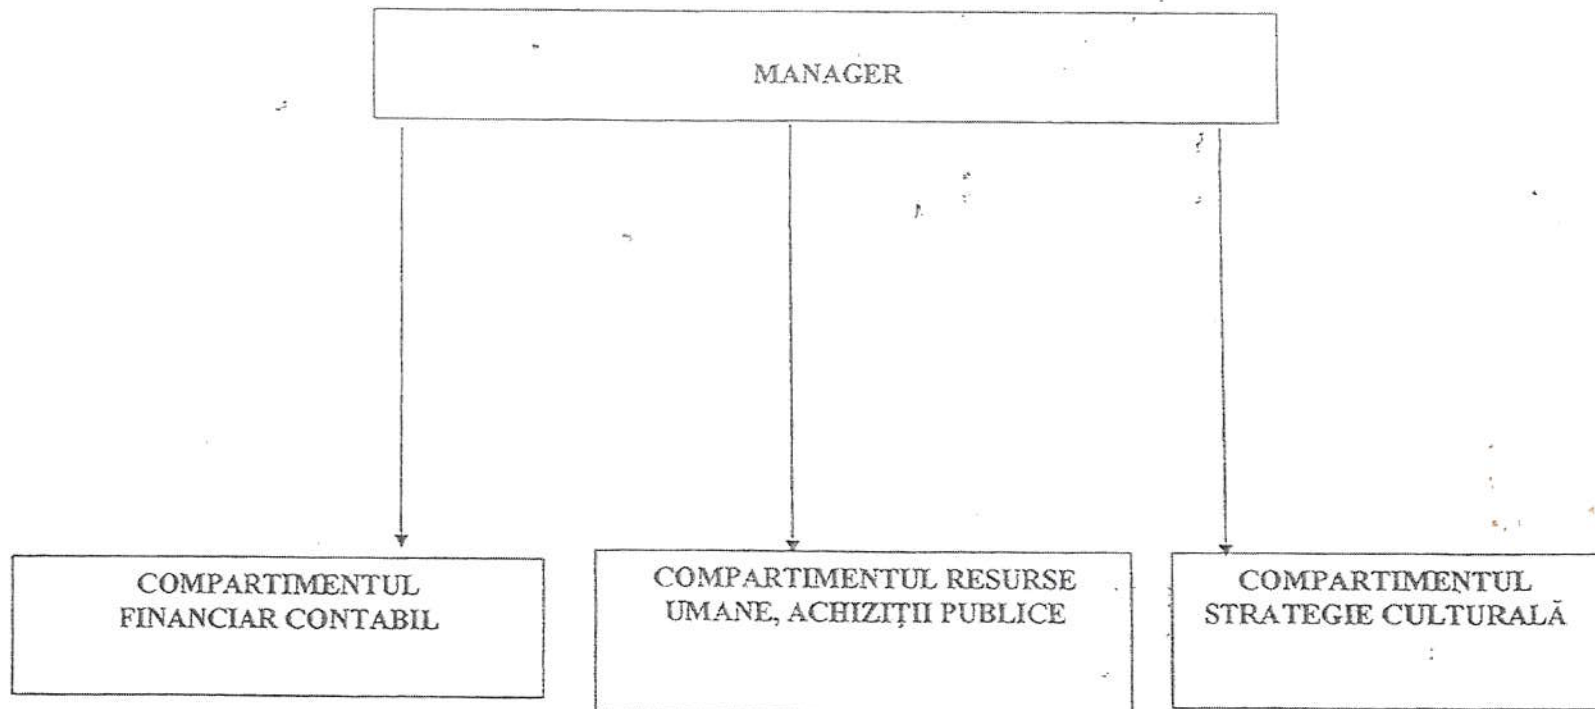 MANAGER
COMPARTIMENTUL
FINANCIAR CONTABIL
COMPARTIMENTUL RESURSE
UMANE, ACHIZIȚII PUBLICE
COMPARTIMENTUL
STRATEGIE CULTURALĂ